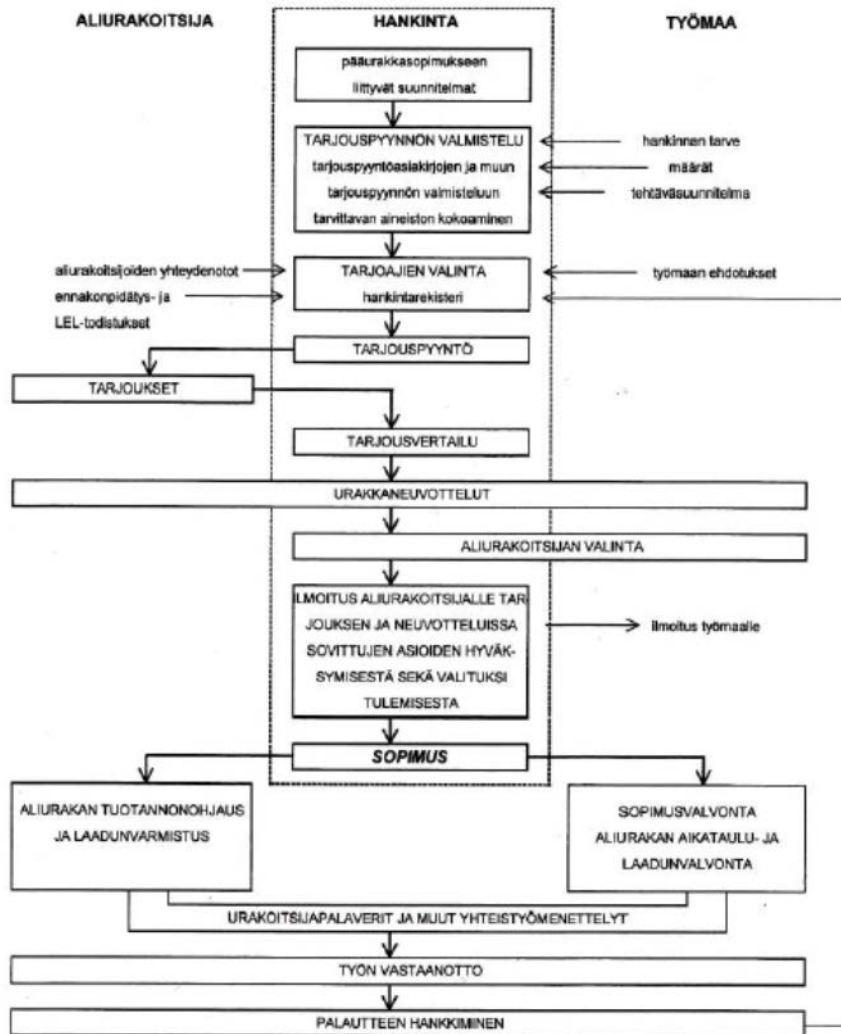 ALIURAKOITSIJA
HANKINTA
TYÖMAA
pääurakkasopimukseen
liittyvät suunnitelmat
TARJOUSPYYNNÖN VALMISTELU
tarjouspyyntöasiakirjojen ja muun
tarjouspyynnön valmisteluun
tarvittavan aineiston kokoaminen
hankinnan tarve
määrät
tehtäväsuunnitelma
aliurakoitsijoiden yhteydenotot
ennakonpidätys- ja
LEL-todistukset
TARJOAJIEN VALINTA
hankintarekisteri
työmaan ehdotukset
TARJOUSPYYNTÖ
TARJOUKSET
TARJOUSVERTAILU
URAKKANEUVOTTELUT
ALIURAKOITSIJAN VALINTA
ILMOITUS ALIURAKOITSIJALLE TAR
JOUKSEN JA NEUVOTTELUISSA
SOVITTUJEN ASIOIDEN HYVÄK-
SYMISESTÄ SEKÄ VALITUKSI
TULEMISESTA
ilmoitus työmaalle
SOPIMUS
ALIURAKAN TUOTANNONOHJAUS
JA LAADUNVARMISTUS
SOPIMUSVALVONTA
ALIURAKAN AIKATAULU- JA
LAADUNVALVONTA
URAKOITSIJAPALAVERIT JA MUUT YHTEISTYÖMENETTELYT
TYÖN VASTAANOTTO
PALAUTTEEN HANKKIMINEN